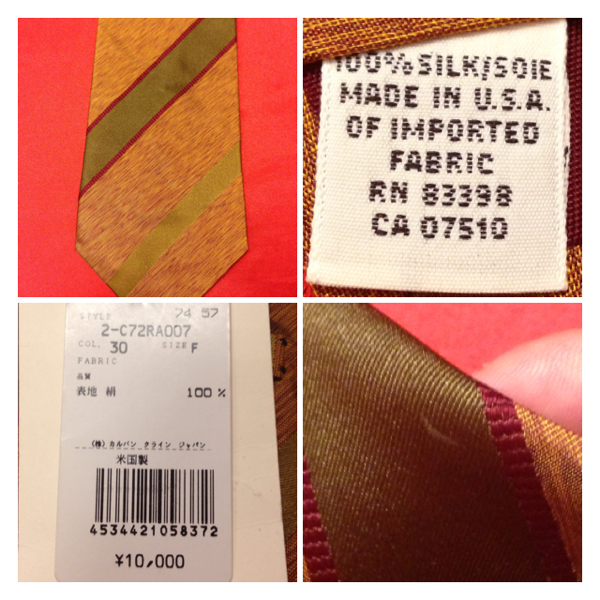 100% SILK/SOIE
MADE IN U.S.A.
OF IMPORTED
FABRIC
RN 83398
CA 07510
STYLE 74 57
2-C72RA007
COL. 30 SIZE F
FABRIC
品質
表地 絹 100 %
(株) カルバン クライン ジャパン
米国製
4534421058372
¥10,000